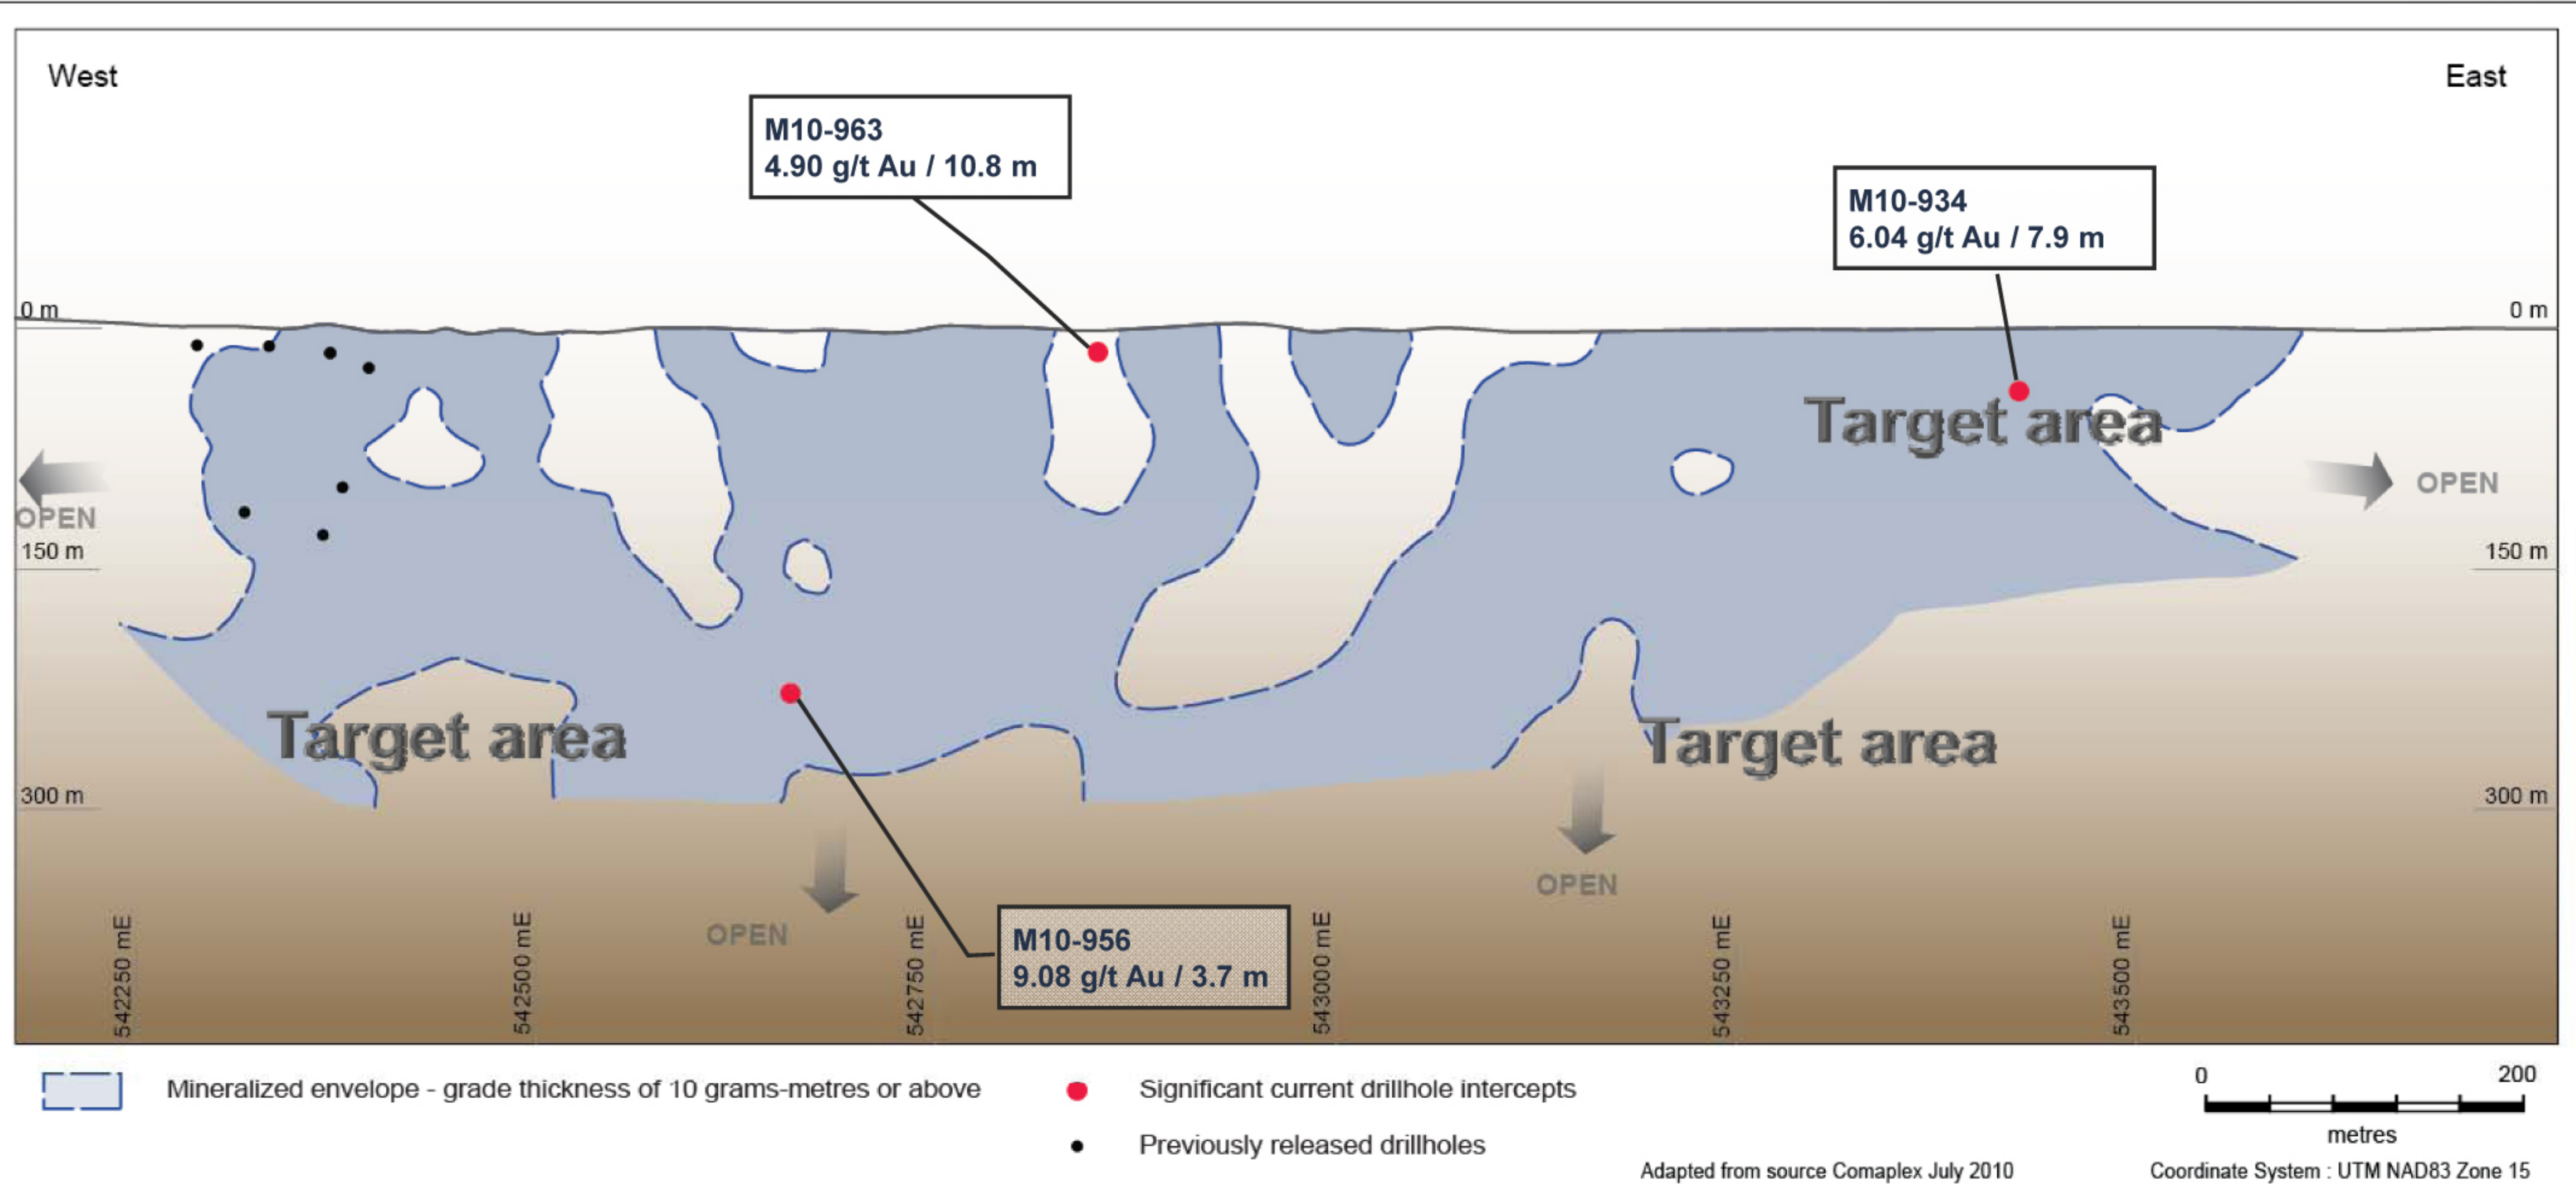 West
East
M10-963
4.90 g/t Au / 10.8 m
M10-934
6.04 g/t Au / 7.9 m
0 m
0 m
Target area
OPEN
OPEN
150 m
150 m
Target area
Target area
300 m
300 m
OPEN
OPEN
M10-956
9.08 g/t Au / 3.7 m
542250 mE
542500 mE
542750 mE
543000 mE
543250 mE
543500 mE
Mineralized envelope - grade thickness of 10 grams-metres or above
Significant current drillhole intercepts
Previously released drillholes
0 200
metres
Adapted from source Comaplex July 2010
Coordinate System : UTM NAD83 Zone 15